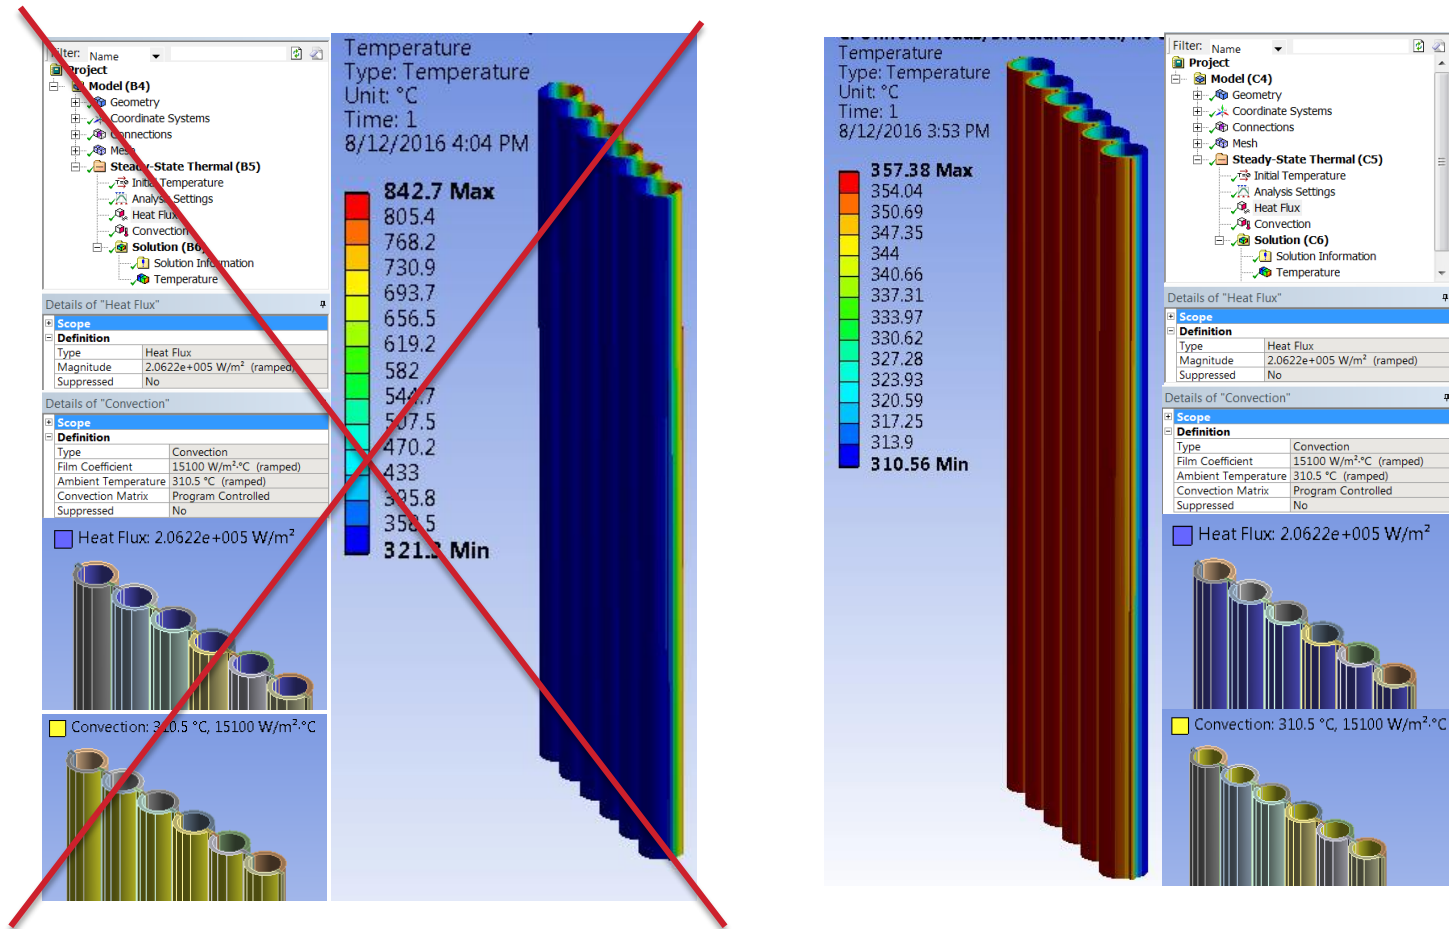 Filter: Name
Project
Model (B4)
Geometry
Coordinate Systems
Connections
Mesh
Steady-State Thermal (B5)
Initial Temperature
Analysis Settings
Heat Flux
Convection
Solution (B6)
Solution Information
Temperature
Details of "Heat Flux"
Scope
Definition
Type Heat Flux
Magnitude 2.0622e+005 W/m² (ramped)
Suppressed No
Details of "Convection"
Scope
Definition
Type Convection
Film Coefficient 15100 W/m²·°C (ramped)
Ambient Temperature 310.5 °C (ramped)
Convection Matrix Program Controlled
Suppressed No
Heat Flux: 2.0622e+005 W/m²
Convection: 310.5 °C, 15100 W/m²·°C
Temperature
Type: Temperature
Unit: °C
Time: 1
8/12/2016 4:04 PM
842.7 Max
805.4
768.2
730.9
693.7
656.5
619.2
582
544.7
507.5
470.2
433
395.8
358.5
321.3 Min
Temperature
Type: Temperature
Unit: °C
Time: 1
8/12/2016 3:53 PM
357.38 Max
354.04
350.69
347.35
344
340.66
337.31
333.97
330.62
327.28
323.93
320.59
317.25
313.9
310.56 Min
Filter: Name
Project
Model (C4)
Geometry
Coordinate Systems
Connections
Mesh
Steady-State Thermal (C5)
Initial Temperature
Analysis Settings
Heat Flux
Convection
Solution (C6)
Solution Information
Temperature
Details of "Heat Flux"
Scope
Definition
Type Heat Flux
Magnitude 2.0622e+005 W/m² (ramped)
Suppressed No
Details of "Convection"
Scope
Definition
Type Convection
Film Coefficient 15100 W/m²·°C (ramped)
Ambient Temperature 310.5 °C (ramped)
Convection Matrix Program Controlled
Suppressed No
Heat Flux: 2.0622e+005 W/m²
Convection: 310.5 °C, 15100 W/m²·°C